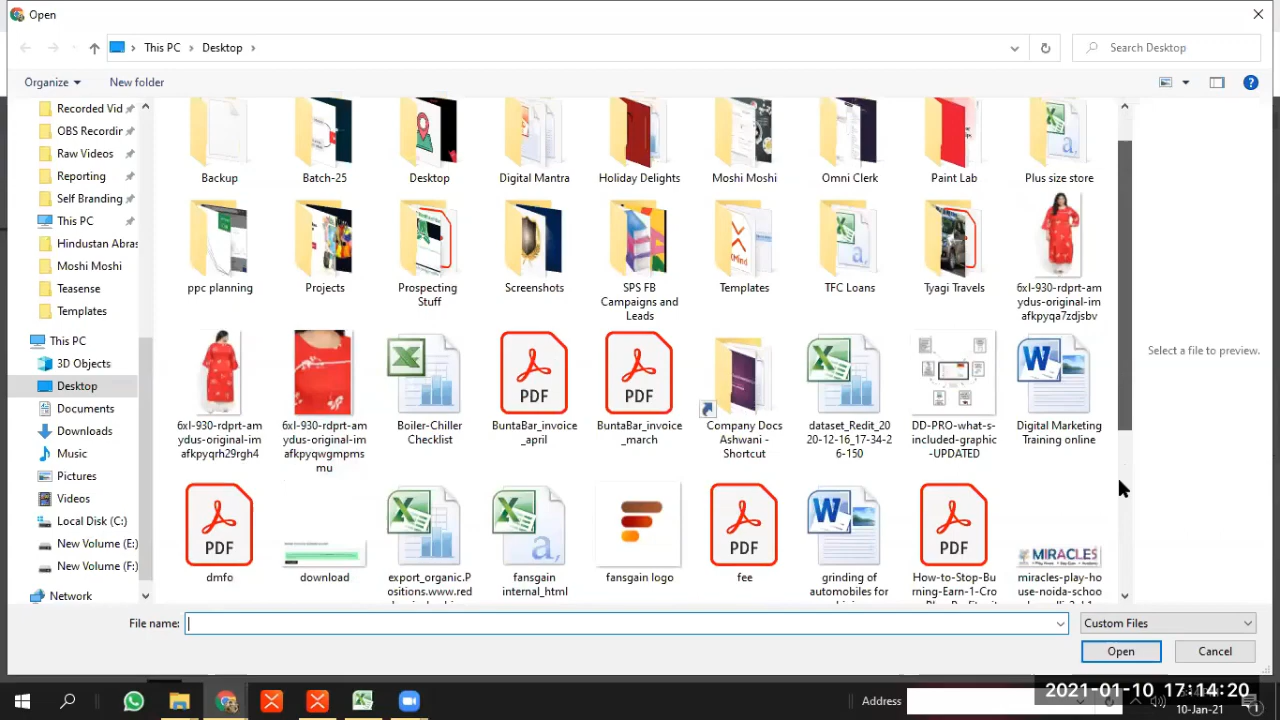 Open
This PC
Desktop
Search Desktop
Organize
New folder
Recorded Vid
OBS Recordir
Raw Videos
Reporting
Self Branding
This PC
Hindustan Abras
Moshi Moshi
Teasense
Templates
This PC
3D Objects
Desktop
Documents
Downloads
Music
Pictures
Videos
Local Disk (C:)
New Volume (E:)
New Volume (F:)
Network
Backup
Batch-25
Desktop
Digital Mantra
Holiday Delights
Moshi Moshi
Omni Clerk
Paint Lab
Plus size store
ppc planning
Projects
Prospecting
Stuff
Screenshots
SPS FB
Campaigns and
Leads
Templates
TFC Loans
Tyagi Travels
6xl-930-rdprt-am
ydus-original-im
afkpyqa7zdjsbv
6xl-930-rdprt-am
ydus-original-im
afkpyqrh29rgh4
6xl-930-rdprt-am
ydus-original-im
afkpyqwgmpms
mu
Boiler-Chiller
Checklist
PDF
BuntaBar_invoice
_april
PDF
BuntaBar_invoice
_march
Company Docs
Ashwani -
Shortcut
dataset_Redit_20
20-12-16_17-34-2
6-150
DD-PRO-what-s-
included-graphic
-UPDATED
Digital Marketing
Training online
PDF
dmfo
download
export_organic.P
ositions.www.red
fansgain
internal_html
fansgain logo
PDF
fee
grinding of
automobiles for
PDF
How-to-Stop-Bu
rning-Earn-1-Cro
MIRACLES
miracles-play-ho
use-noida-schoo
Select a file to preview.
File name:
Custom Files
Open
Cancel
Address
2021-01-10 17:14:20
10-Jan-21